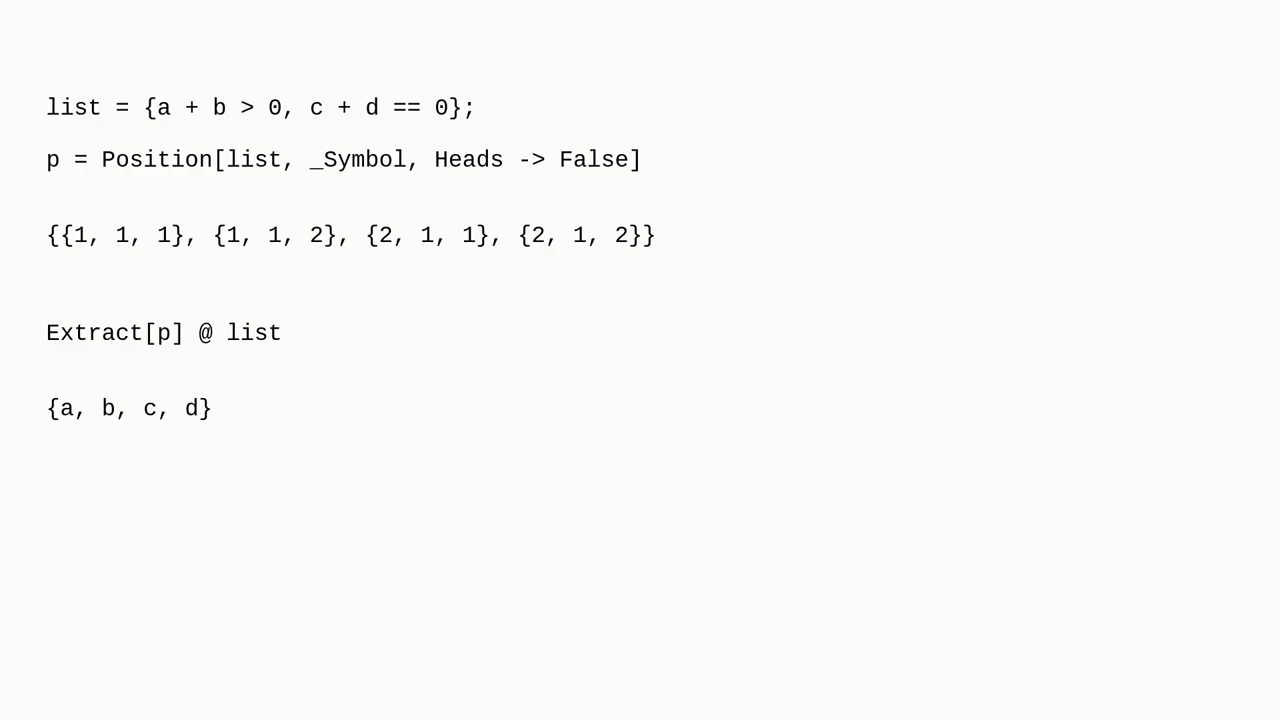 list = {a + b > 0, c + d == 0};
p = Position[list, _Symbol, Heads -> False]
{{1, 1, 1}, {1, 1, 2}, {2, 1, 1}, {2, 1, 2}}
Extract[p] @ list
{a, b, c, d}